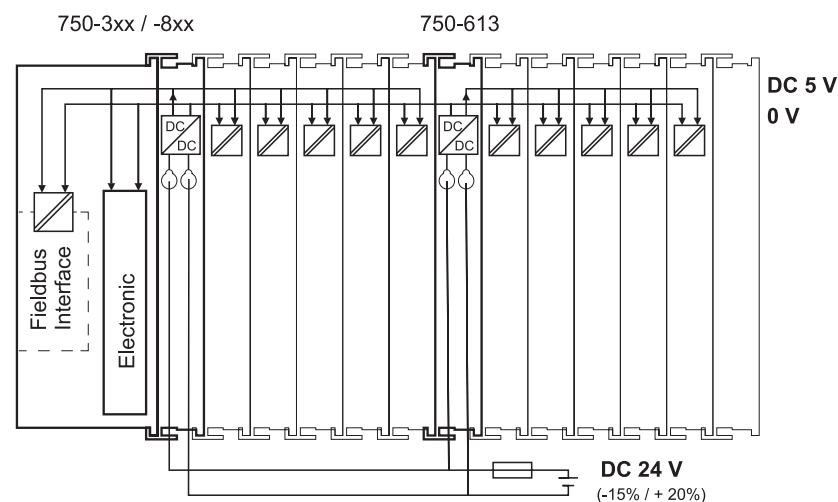 750-3xx / -8xx
750-613
DC 5 V
0 V
DC
DC
DC
DC
Fieldbus
Interface
Electronic
DC 24 V
(-15% / + 20%)